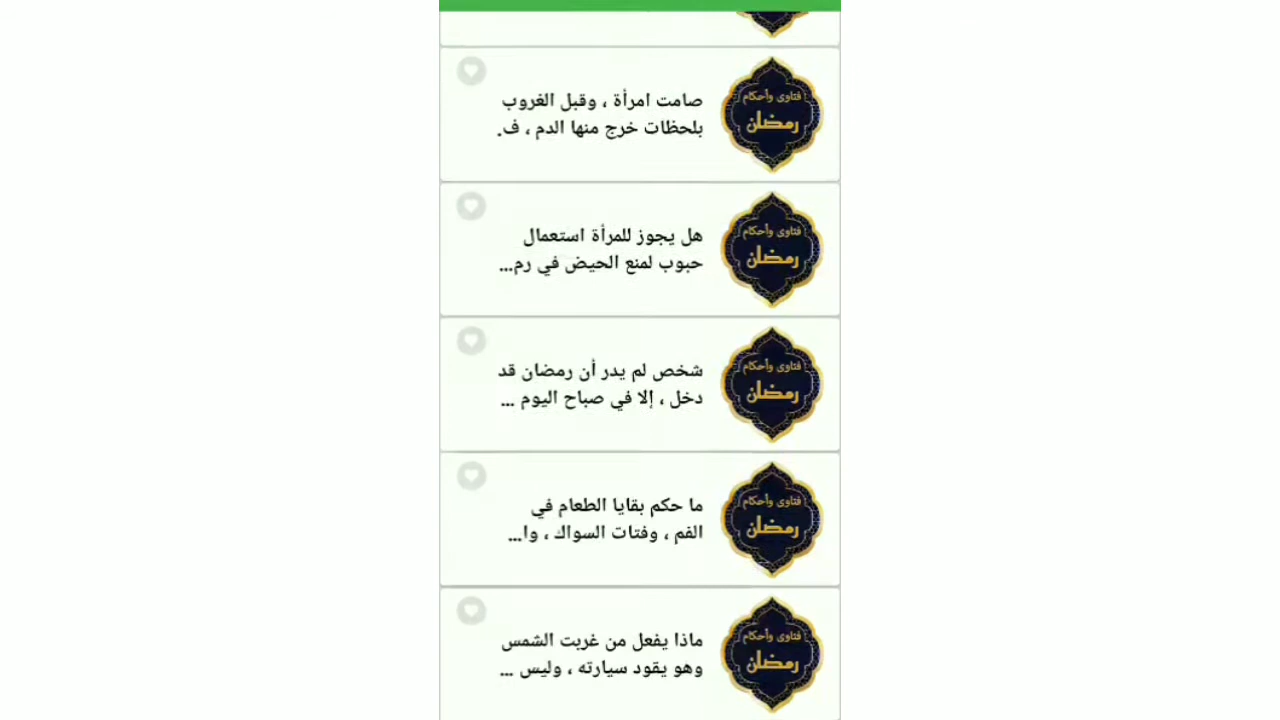 فتاوى وأحكام
رمضان
صامت امرأة ، وقبل الغروب
بلحظات خرج منها الدم ، ف.
فتاوى وأحكام
رمضان
هل يجوز للمرأة استعمال
حبوب لمنع الحيض في رم...
فتاوى وأحكام
رمضان
شخص لم يدر أن رمضان قد
دخل ، إلا في صباح اليوم ...
فتاوى وأحكام
رمضان
ما حكم بقايا الطعام في
الفم ، وفتات السواك ، وا...
فتاوى وأحكام
رمضان
ماذا يفعل من غربت الشمس
وهو يقود سيارته ، وليس ...